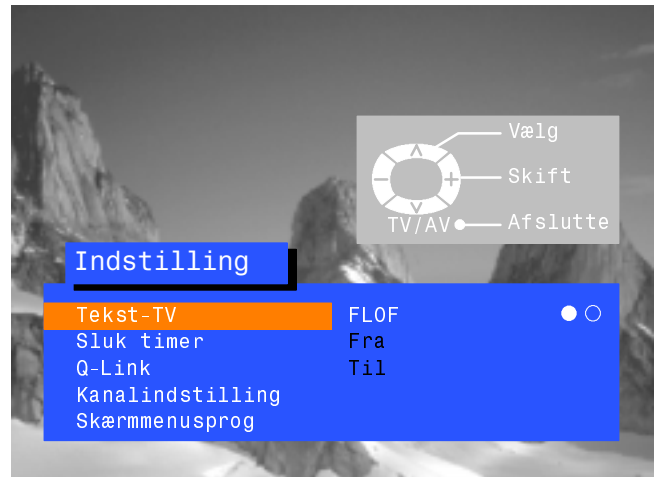 Vælg
Skift
TV/AV Afslutte
Indstilling
Tekst-TV FLOF
Sluk timer Fra
Q-Link Til
Kanalindstilling
Skærmmenusprog